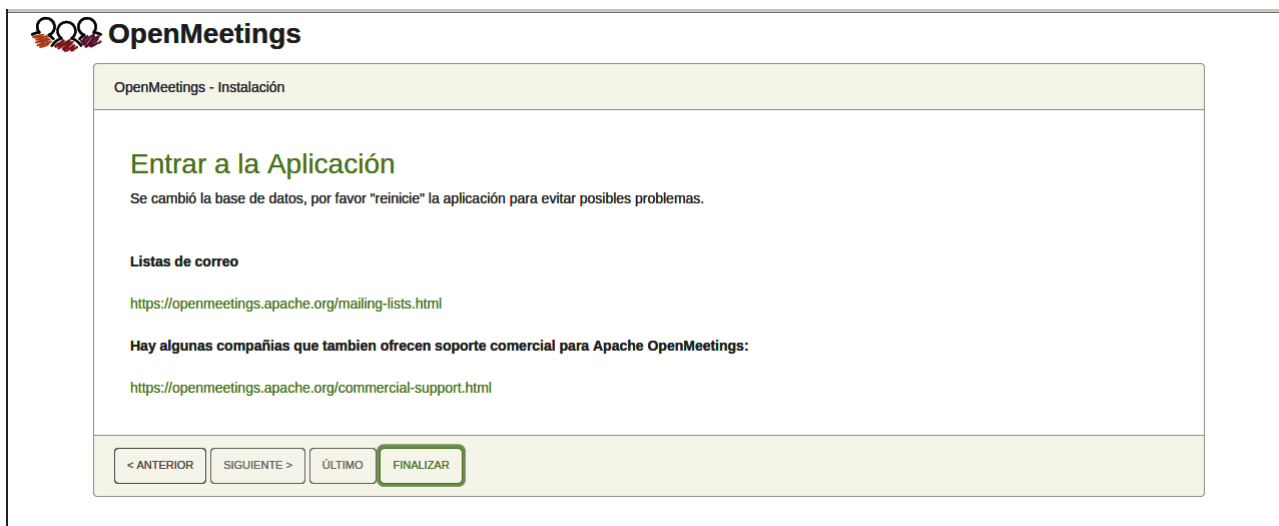 OpenMeetings
OpenMeetings - Instalación
Entrar a la Aplicación
Se cambió la base de datos, por favor "reinicie" la aplicación para evitar posibles problemas.
Listas de correo
https://openmeetings.apache.org/mailing-lists.html
Hay algunas compañias que tambien ofrecen soporte comercial para Apache OpenMeetings:
https://openmeetings.apache.org/commercial-support.html
< ANTERIOR SIGUIENTE > ÚLTIMO FINALIZAR